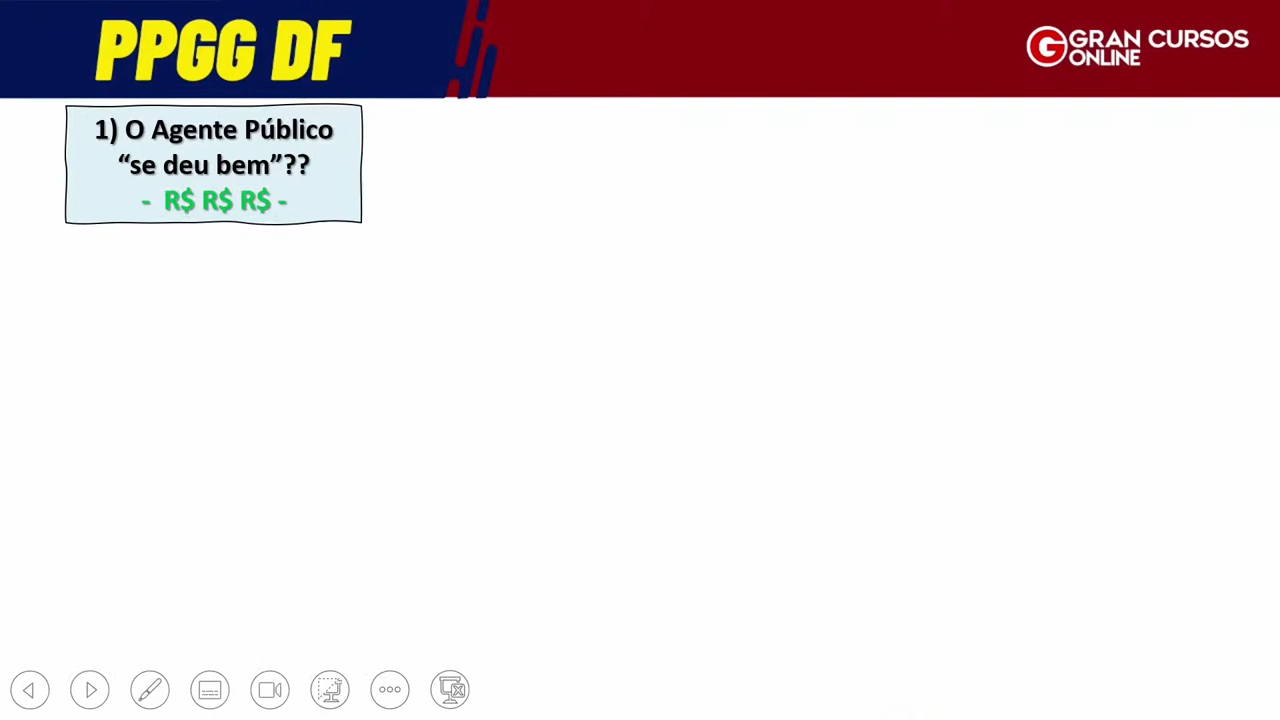 PPGG DF
GRAN CURSOS
ONLINE
1) O Agente Público
“se deu bem”??
- R$ R$ R$ -